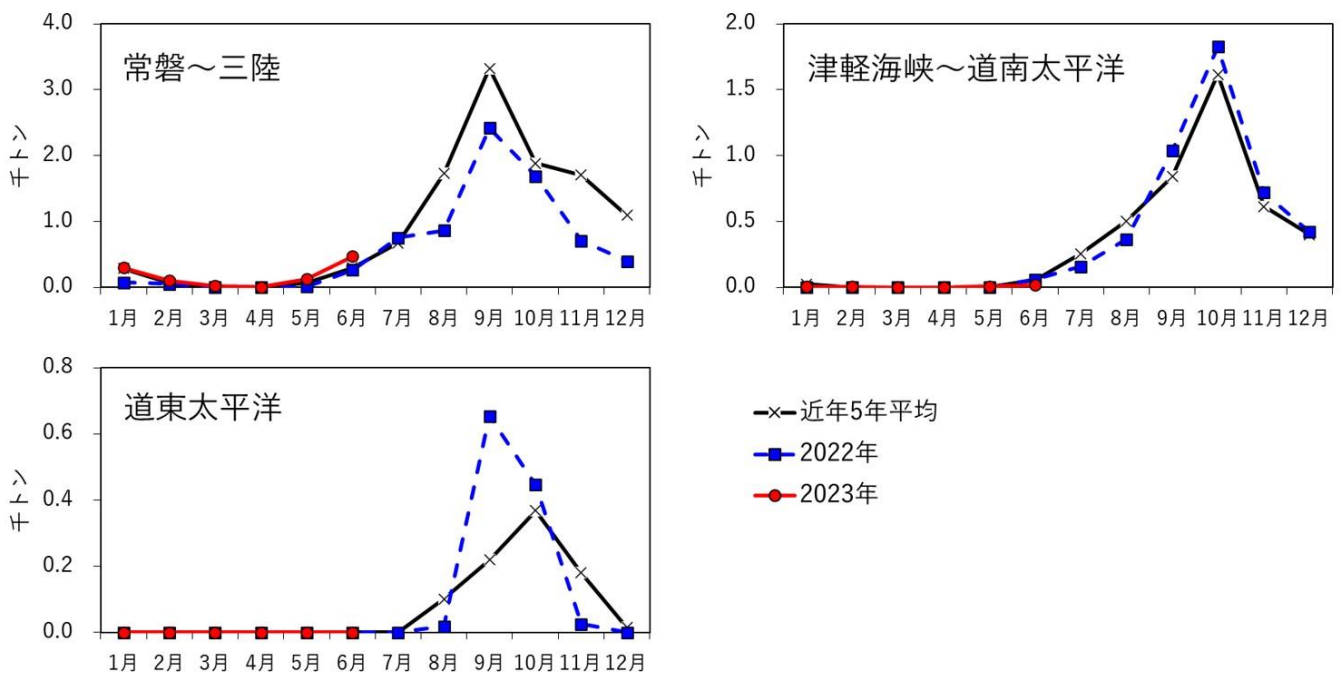 常磐～三陸
千トン
4.0
3.0
2.0
1.0
0.0
1月 2月 3月 4月 5月 6月 7月 8月 9月 10月 11月 12月
津軽海峡～道南太平洋
千トン
2.0
1.5
1.0
0.5
0.0
1月 2月 3月 4月 5月 6月 7月 8月 9月 10月 11月 12月
道東太平洋
千トン
0.8
0.6
0.4
0.2
0.0
1月 2月 3月 4月 5月 6月 7月 8月 9月 10月 11月 12月
近年5年平均
2022年
2023年